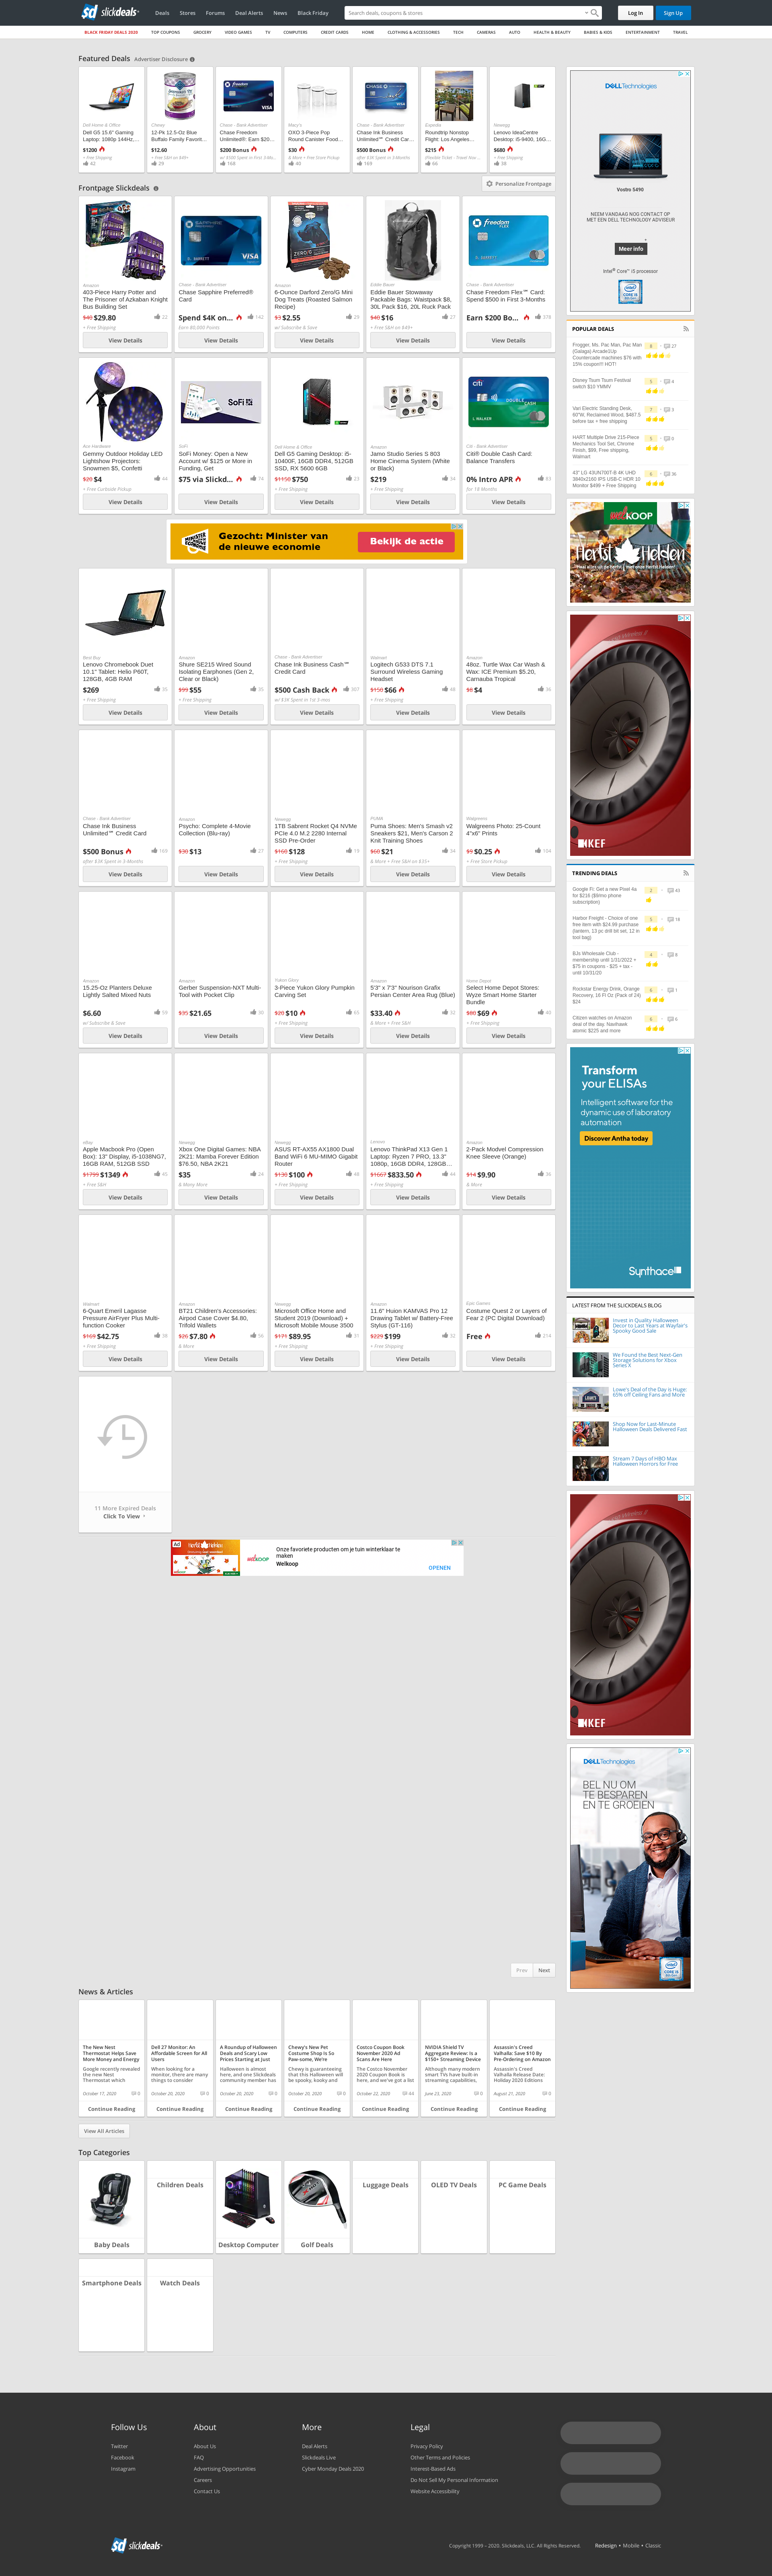 slickdeals
Deals
Stores
Forums
Deal Alerts
News
Black Friday
Search deals, coupons & stores
Log In
Sign Up
BLACK FRIDAY DEALS 2020
TOP COUPONS
GROCERY
VIDEO GAMES
TV
COMPUTERS
CREDIT CARDS
HOME
CLOTHING & ACCESSORIES
TECH
CAMERAS
AUTO
HEALTH & BEAUTY
BABIES & KIDS
ENTERTAINMENT
TRAVEL
Featured Deals
Advertiser Disclosure
Dell Home & Office
Dell G5 15.6" Gaming
Laptop: 1080p 144Hz,...
$1200
+ Free Shipping
42
Chewy
12-Pk 12.5-Oz Blue
Buffalo Family Favorit...
$12.60
+ Free S&H on $49+
29
Chase - Bank Advertiser
Chase Freedom
Unlimited®: Earn $20...
$200 Bonus
w/ $500 Spent in First 3 Mo...
168
Macy's
OXO 3-Piece Pop
Round Canister Food...
$30
& More + Free Store Pickup
40
Chase - Bank Advertiser
Chase Ink Business
Unlimited℠ Credit Car...
$500 Bonus
after $3K Spent in 3 Months
169
Expedia
Roundtrip Nonstop
Flight: Los Angeles...
$215
(Flexible Ticket - Travel Nov-...
66
Newegg
Lenovo IdeaCentre
Desktop: i5-9400, 16G...
$680
+ Free Shipping
38
Frontpage Slickdeals
Personalize Frontpage
Amazon
403-Piece Harry Potter and
The Prisoner of Azkaban Knight
Bus Building Set
$40 $29.80
22
+ Free Shipping
View Details
Chase - Bank Advertiser
Chase Sapphire Preferred®
Card
Spend $4K on...
142
Earn 80,000 Points
View Details
Amazon
6-Ounce Darford Zero/G Mini
Dog Treats (Roasted Salmon
Recipe)
$3 $2.55
23
w/ Subscribe & Save
View Details
Eddie Bauer
Eddie Bauer Stowaway
Packable Bags: Waistpack $8,
30L Pack $16, 20L Ruck Pack
$40 $16
27
+ Free S&H on $49+
View Details
Chase - Bank Advertiser
Chase Freedom Flex℠ Card:
Spend $500 in First 3-Months
Earn $200 Bo...
378
View Details
Ace Hardware
Gemmy Outdoor Holiday LED
Lightshow Projectors:
Snowmen $5, Confetti
$20 $4
44
+ Free Curbside Pickup
View Details
SoFi
SoFi Money: Open a New
Account w/ $125 or More in
Funding, Get
$75 via Slickd...
74
View Details
Dell Home & Office
Dell G5 Gaming Desktop: i5-
10400F, 16GB DDR4, 512GB
SSD, RX 5600 6GB
$1150 $750
23
+ Free Shipping
View Details
Amazon
Jamo Studio Series S 803
Home Cinema System (White
or Black)
$219
34
+ Free Shipping
View Details
Citi - Bank Advertiser
Citi® Double Cash Card:
Balance Transfers
0% Intro APR
83
for 18 Months
View Details
Gezocht: Minister van
de nieuwe economie
Bekijk de actie
Best Buy
Lenovo Chromebook Duet
10.1" Tablet: Helio P60T,
128GB, 4GB RAM
$269
35
+ Free Shipping
View Details
Amazon
Shure SE215 Wired Sound
Isolating Earphones (Gen 2,
Clear or Black)
$99 $55
35
+ Free Shipping
View Details
Chase - Bank Advertiser
Chase Ink Business Cash℠
Credit Card
$500 Cash Back
307
w/ $3K Spent in 1st 3-mos
View Details
Walmart
Logitech G533 DTS 7.1
Surround Wireless Gaming
Headset
$150 $66
48
+ Free Shipping
View Details
Amazon
48oz. Turtle Wax Car Wash &
Wax: ICE Premium $5.20,
Carnauba Tropical
$8 $4
36
View Details
Chase - Bank Advertiser
Chase Ink Business
Unlimited℠ Credit Card
$500 Bonus
169
after $3K Spent in 3 Months
View Details
Amazon
Psycho: Complete 4-Movie
Collection (Blu-ray)
$30 $13
27
View Details
Newegg
1TB Sabrent Rocket Q4 NVMe
PCIe 4.0 M.2 2280 Internal
SSD Pre-Order
$160 $128
19
+ Free Shipping
View Details
PUMA
Puma Shoes: Men's Smash v2
Sneakers $21, Men's Carson 2
Knit Training Shoes
$60 $21
34
& More + Free S&H on $35+
View Details
Walgreens
Walgreens Photo: 25-Count
4"x6" Prints
$9 $0.25
104
+ Free Store Pickup
View Details
Amazon
15.25-Oz Planters Deluxe
Lightly Salted Mixed Nuts
$6.60
59
w/ Subscribe & Save
View Details
Amazon
Gerber Suspension-NXT Multi-
Tool with Pocket Clip
$35 $21.65
30
View Details
Yukon Glory
3-Piece Yukon Glory Pumpkin
Carving Set
$20 $10
65
+ Free Shipping
View Details
Amazon
5'3" x 7'3" Nourison Grafix
Persian Center Area Rug (Blue)
$33.40
32
& More + Free S&H
View Details
Home Depot
Select Home Depot Stores:
Wyze Smart Home Starter
Bundle
$80 $69
40
+ Free Shipping
View Details
eBay
Apple Macbook Pro (Open
Box): 13" Display, i5-1038NG7,
16GB RAM, 512GB SSD
$1799 $1349
45
+ Free S&H
View Details
Newegg
Xbox One Digital Games: NBA
2K21: Mamba Forever Edition
$76.50, NBA 2K21
$35
24
& Many More
View Details
Newegg
ASUS RT-AX55 AX1800 Dual
Band WiFi 6 MU-MIMO Gigabit
Router
$130 $100
48
+ Free Shipping
View Details
Lenovo
Lenovo ThinkPad X13 Gen 1
Laptop: Ryzen 7 PRO, 13.3"
1080p, 16GB DDR4, 128GB...
$1667 $833.50
44
+ Free Shipping
View Details
Amazon
2-Pack Modvel Compression
Knee Sleeve (Orange)
$14 $9.90
36
& More
View Details
Walmart
6-Quart Emeril Lagasse
Pressure AirFryer Plus Multi-
function Cooker
$169 $42.75
38
+ Free Shipping
View Details
Amazon
BT21 Children's Accessories:
Airpod Case Cover $4.80,
Trifold Wallets
$26 $7.80
56
& More
View Details
Newegg
Microsoft Office Home and
Student 2019 (Download) +
Microsoft Mobile Mouse 3500
$171 $89.95
31
+ Free Shipping
View Details
Amazon
11.6" Huion KAMVAS Pro 12
Drawing Tablet w/ Battery-Free
Stylus (GT-116)
$229 $199
32
+ Free Shipping
View Details
Epic Games
Costume Quest 2 or Layers of
Fear 2 (PC Digital Download)
Free
214
View Details
11 More Expired Deals
Click To View
Ad
Onze favoriete producten om je tuin winterklaar te
maken
Welkoop
OPENEN
Prev
Next
DELLTechnologies
Vostro 5490
NEEM VANDAAG NOG CONTACT OP
MET EEN DELL TECHNOLOGY ADVISEUR
Meer info
Intel® Core™ i5 processor
POPULAR DEALS
Frogger, Ms. Pac Man, Pac Man
(Galaga) Arcade1Up
Countercade machines $76 with
15% coupon!!! HOT!
27
Disney Tsum Tsum Festival
switch $10 YMMV
4
Vari Electric Standing Desk,
60"W, Reclaimed Wood, $487.5
before tax + free shipping
3
HART Multiple Drive 215-Piece
Mechanics Tool Set, Chrome
Finish, $99, Free shipping,
Walmart
43" LG 43UN700T-B 4K UHD
3840x2160 IPS USB-C HDR 10
Monitor $499 + Free Shipping
36
WELKOOP
Herfst Helden
KEF
TRENDING DEALS
Google Fi: Get a new Pixel 4a
for $216 ($9/mo phone
subscription)
43
Harbor Freight - Choice of one
free item with $24.99 purchase
(lantern, 13 pc drill bit set, 12 in
tool bag)
18
BJs Wholesale Club -
membership until 1/31/2022 +
$75 in coupons - $25 + tax -
until 10/31/20
8
Rockstar Energy Drink, Orange
Recovery, 16 Fl Oz (Pack of 24)
$24
1
Citizen watches on Amazon
deal of the day. Navihawk
atomic $225 and more
6
Transform
your ELISAs
Intelligent software for the
dynamic use of laboratory
automation
Discover Antha today
Synthace
LATEST FROM THE SLICKDEALS BLOG
Invest in Quality Halloween
Decor to Last Years at Wayfair's
Spooky Good Sale
We Found the Best Next-Gen
Storage Solutions for Xbox
Series X
Lowe's Deal of the Day is Huge:
65% off Ceiling Fans and More
Shop Now for Last-Minute
Halloween Deals Delivered Fast
Stream 7 Days of HBO Max
Halloween Horrors for Free
KEF
DELLTechnologies
BEL NU OM
TE BESPAREN
EN TE GROEIEN
News & Articles
The New Nest
Thermostat Helps Save
More Money and Energy
Google recently revealed
the new Nest
Thermostat which
October 17, 2020
0
Continue Reading
Dell 27 Monitor: An
Affordable Screen for All
Users
When looking for a
monitor, there are many
things to consider
October 20, 2020
0
Continue Reading
A Roundup of Halloween
Deals and Scary Low
Prices Starting at Just
Halloween is almost
here, and one Slickdeals
community member has
October 20, 2020
0
Continue Reading
Chewy's New Pet
Costume Shop Is So
Paw-some, We're
Chewy is guaranteeing
that this Halloween will
be spooky, kooky and
October 20, 2020
0
Continue Reading
Costco Coupon Book
November 2020 Ad
Scans Are Here
The Costco November
2020 Coupon Book is
here, and we've got a list
October 22, 2020
44
Continue Reading
NVIDIA Shield TV
Aggregate Review: Is a
$150+ Streaming Device
Although many modern
smart TVs have built-in
streaming capabilities,
June 23, 2020
0
Continue Reading
Assassin's Creed
Valhalla: Save $10 By
Pre-Ordering on Amazon
Assassin's Creed
Valhalla Release Date:
Holiday 2020 Editions
August 21, 2020
0
Continue Reading
View All Articles
Top Categories
Baby Deals
Children Deals
Desktop Computer
Golf Deals
Luggage Deals
OLED TV Deals
PC Game Deals
Smartphone Deals
Watch Deals
Follow Us
Twitter
Facebook
Instagram
About
About Us
FAQ
Advertising Opportunities
Careers
Contact Us
More
Deal Alerts
Slickdeals Live
Cyber Monday Deals 2020
Legal
Privacy Policy
Other Terms and Policies
Interest-Based Ads
Do Not Sell My Personal Information
Website Accessibility
slickdeals
Copyright 1999 - 2020. Slickdeals, LLC. All Rights Reserved.
Redesign • Mobile • Classic